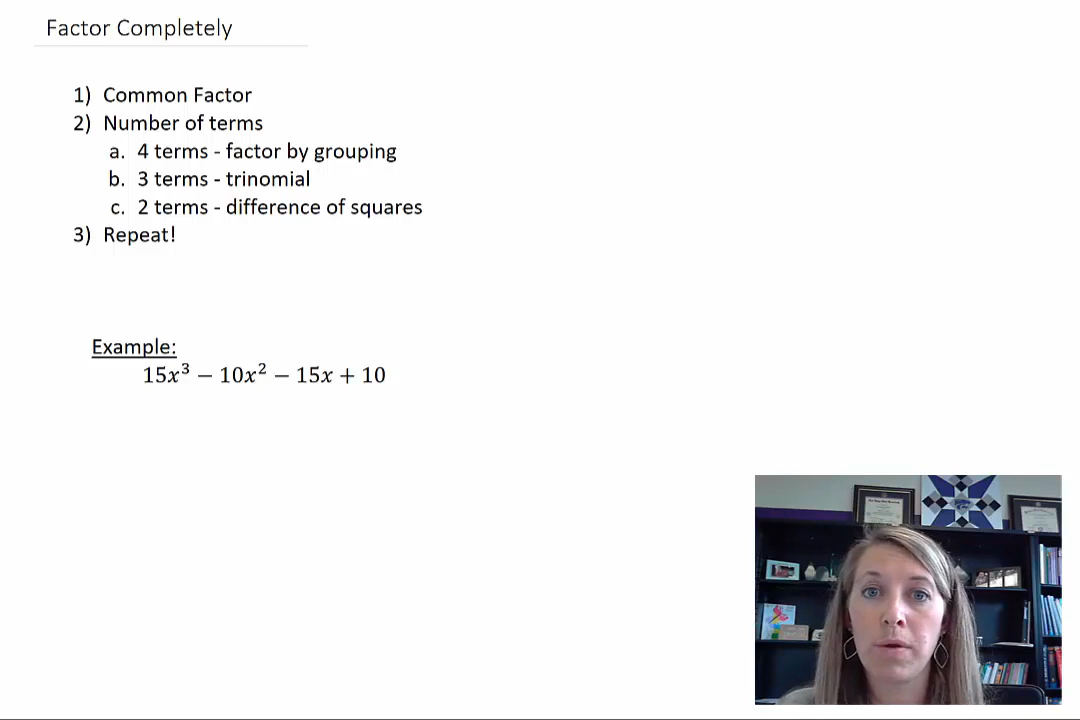 Factor Completely
1) Common Factor
2) Number of terms
a. 4 terms - factor by grouping
b. 3 terms - trinomial
c. 2 terms - difference of squares
3) Repeat!
Example:
15x³ − 10x² − 15x + 10